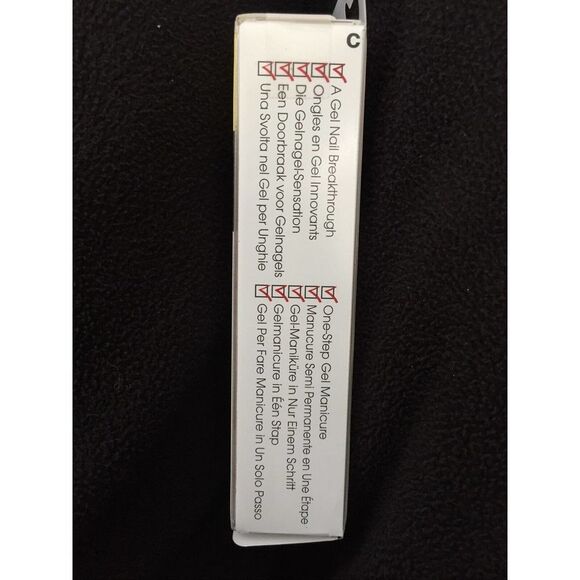 C
A Gel Nail Breakthrough
Ongles en Gel Innovants
Die Gelnagel-Sensation
Een Doorbraak voor Gelnagels
Una Svolta nel Gel per Unghie
One-Step Gel Manicure
Manucure Semi Permanente en Une Étape
Gel-Maniküre in Nur Einem Schritt
Gelmanicure in Één Stap
Gel Per Fare Manicure in Un Solo Passo